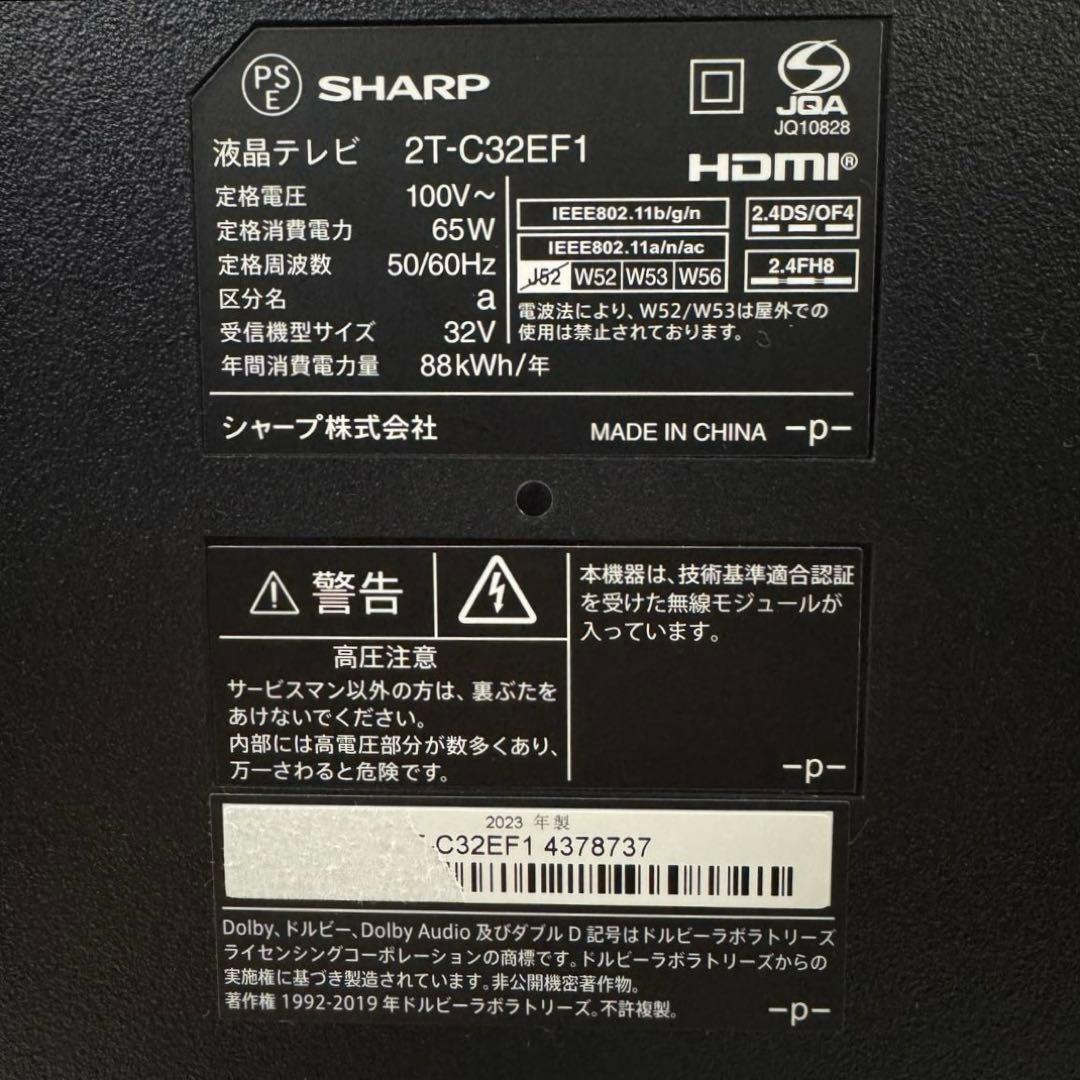 PS
E
SHARP
JQA
JQ10828
液晶テレビ 2T-C32EF1
HDMI®
定格電圧 100V～
定格消費電力 65W
定格周波数 50/60Hz
区分名 a
受信機型サイズ 32V
年間消費電力量 88kWh/年
IEEE802.11b/g/n
IEEE802.11a/n/ac
J52 W52 W53 W56
2.4DS/OF4
2.4FH8
電波法により、W52/W53は屋外での
使用は禁止されております。
シャープ株式会社 MADE IN CHINA -p-
警告
高圧注意
サービスマン以外の方は、裏ぶたを
あけないでください。
内部には高電圧部分が数多くあり、
万一さわると危険です。
本機器は、技術基準適合認証
を受けた無線モジュールが
入っています。
-p-
2023 年製
-C32EF1 4378737
Dolby、ドルビー、Dolby Audio 及びダブル D 記号はドルビーラボラトリーズ
ライセンシングコーポレーションの商標です。ドルビーラボラトリーズからの
実施権に基づき製造されています。非公開機密著作物。
著作権 1992-2019 年ドルビーラボラトリーズ。不許複製。
-p-